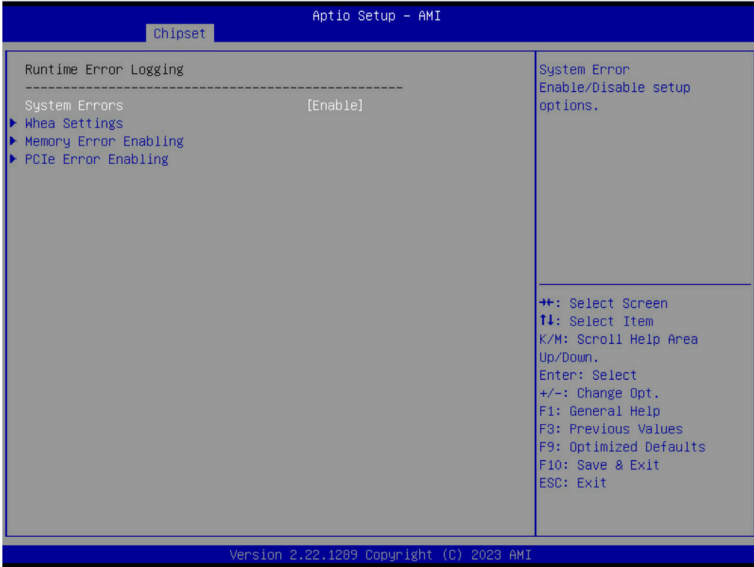 Aptio Setup - AMI
Chipset
Runtime Error Logging
--------------------------------------------------
System Errors [Enable]
▶ Whea Settings
▶ Memory Error Enabling
▶ PCIe Error Enabling
System Error
Enable/Disable setup
options.
→←: Select Screen
↑↓: Select Item
K/M: Scroll Help Area
Up/Down.
Enter: Select
+/-: Change Opt.
F1: General Help
F3: Previous Values
F9: Optimized Defaults
F10: Save & Exit
ESC: Exit
Version 2.22.1289 Copyright (C) 2023 AMI